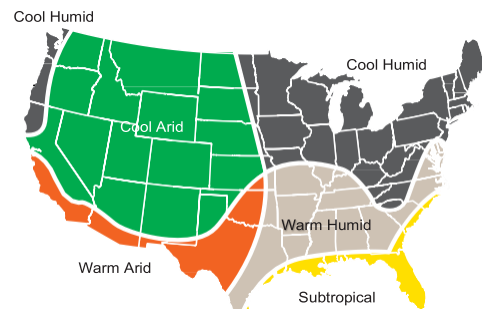 Cool Humid
Cool Humid
Cool Arid
Warm Humid
Warm Arid
Subtropical